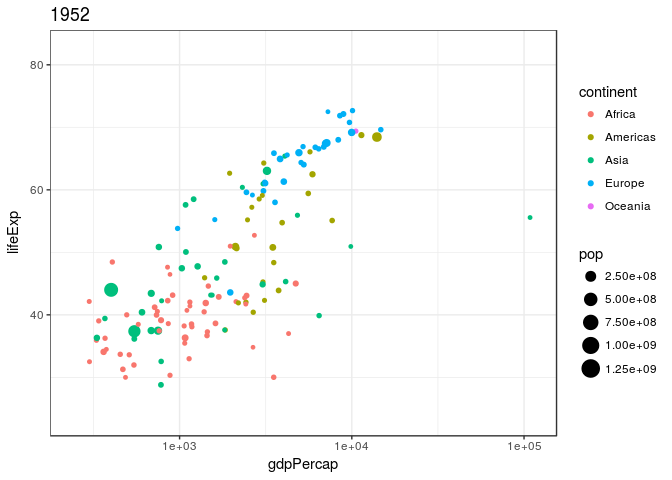 1952
lifeExp
80
60
40
1e+03
1e+04
1e+05
gdpPercap
continent
Africa
Americas
Asia
Europe
Oceania
pop
2.50e+08
5.00e+08
7.50e+08
1.00e+09
1.25e+09